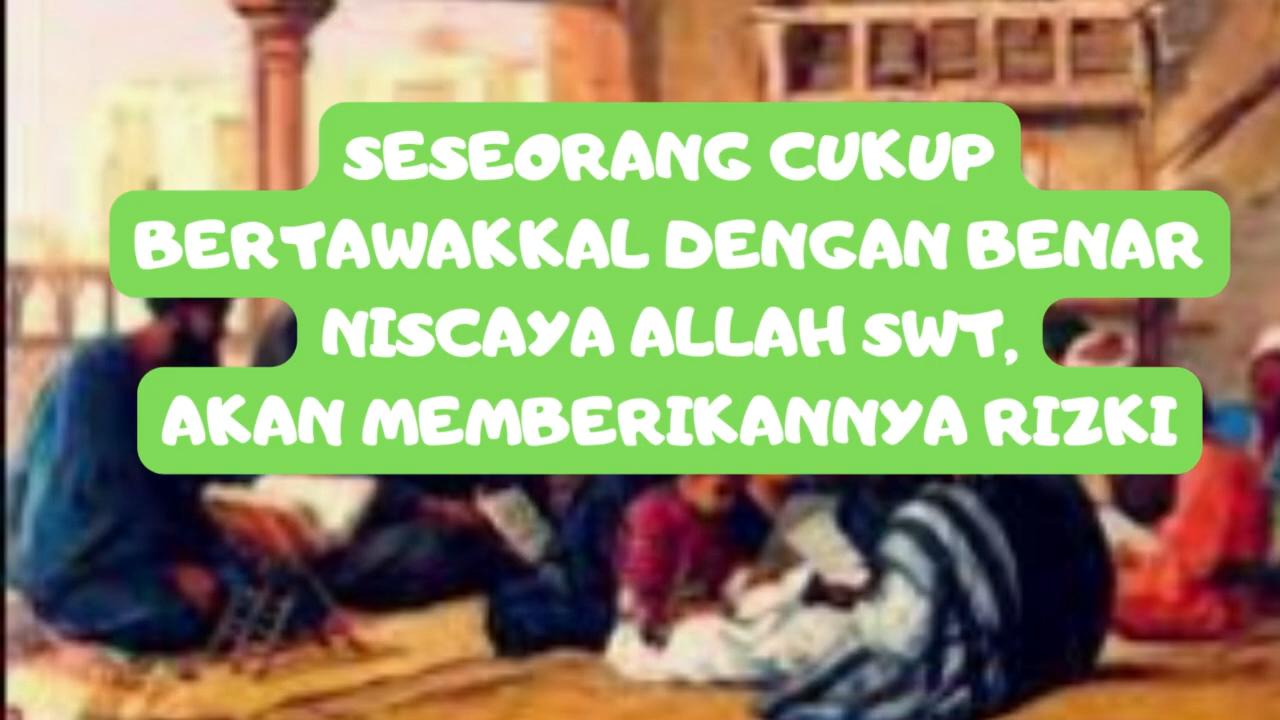 SESEORANG CUKUP
BERTAWAKKAL DENGAN BENAR
NISCAYA ALLAH SWT,
AKAN MEMBERIKANNYA RIZKI